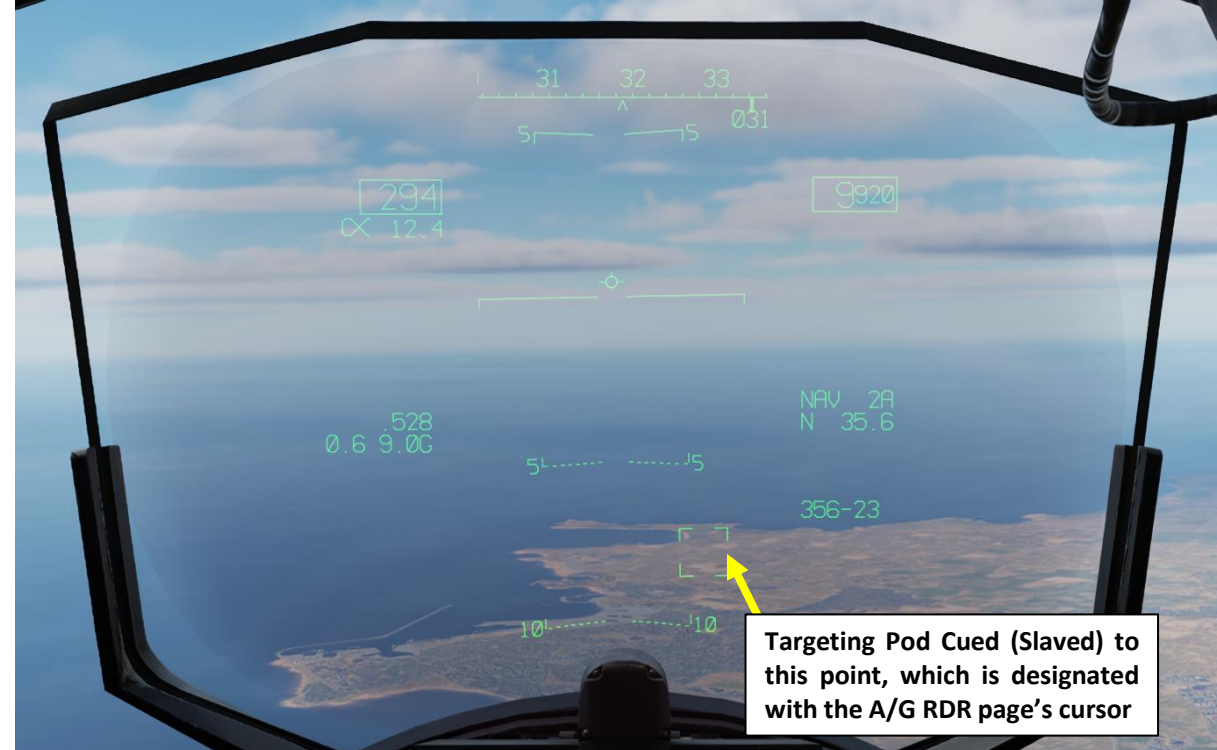 31 32 33
031
5 5
294 9920
α 12.4
.528 NAV 2A
0.6 9.0G N 35.6
5 5
356-23
10 10
Targeting Pod Cued (Slaved) to
this point, which is designated
with the A/G RDR page's cursor